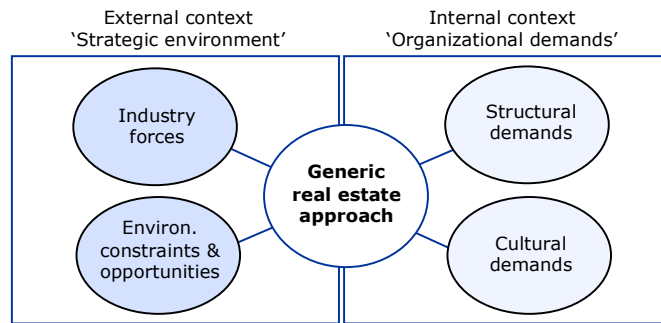 External context
‘Strategic environment’
Internal context
‘Organizational demands’
Industry
forces
Structural
demands
Generic
real estate
approach
Environ.
constraints &
opportunities
Cultural
demands